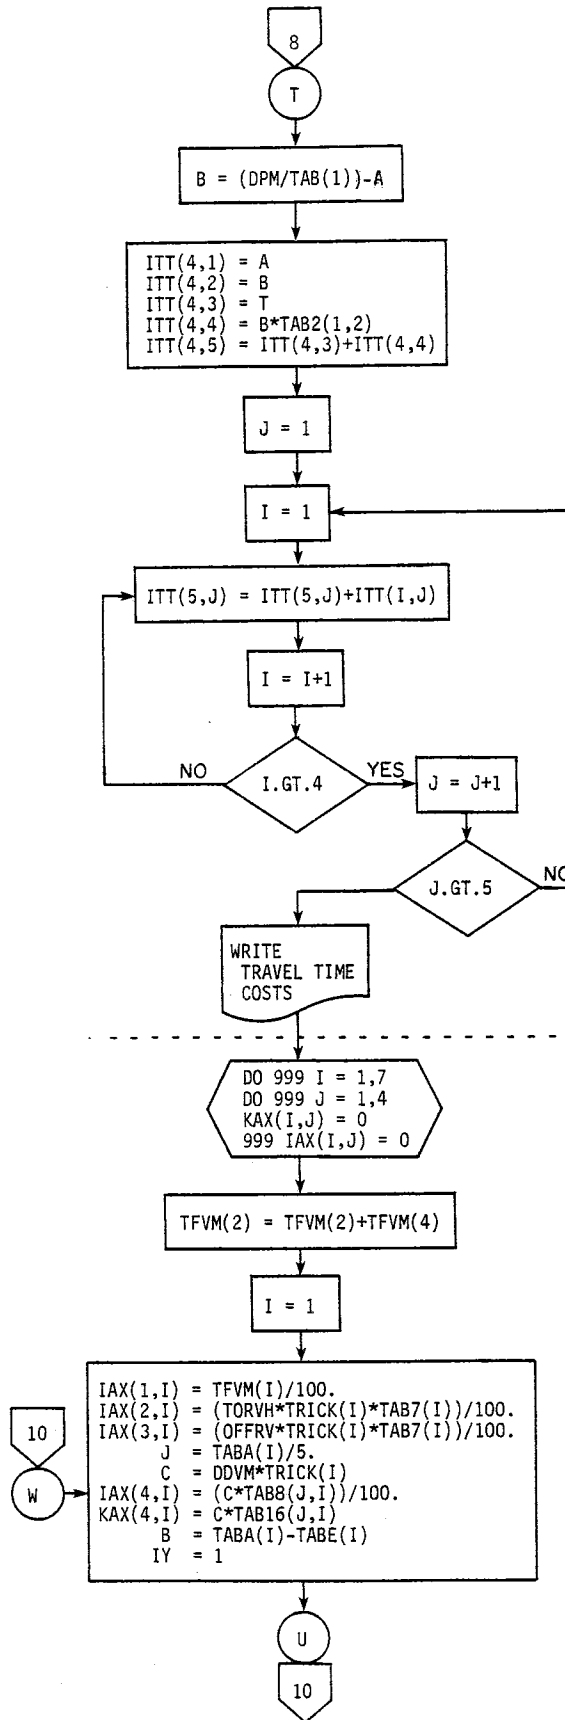 8
T
B = (DPM/TAB(1))-A
ITT(4,1) = A
ITT(4,2) = B
ITT(4,3) = T
ITT(4,4) = B*TAB2(1,2)
ITT(4,5) = ITT(4,3)+ITT(4,4)
J = 1
I = 1
ITT(5,J) = ITT(5,J)+ITT(I,J)
I = I+1
NO
I.GT.4
YES
J = J+1
J.GT.5
NO
WRITE
TRAVEL TIME
COSTS
DO 999 I = 1,7
DO 999 J = 1,4
KAX(I,J) = 0
999 IAX(I,J) = 0
TFVM(2) = TFVM(2)+TFVM(4)
I = 1
10
W
IAX(1,I) = TFVM(I)/100.
IAX(2,I) = (TORVH*TRICK(I)*TAB7(I))/100.
IAX(3,I) = (OFFRV*TRICK(I)*TAB7(I))/100.
J = TABA(I)/5.
C = DDVM*TRICK(I)
IAX(4,I) = (C*TAB8(J,I))/100.
KAX(4,I) = C*TAB16(J,I)
B = TABA(I)-TABE(I)
IY = 1
U
10